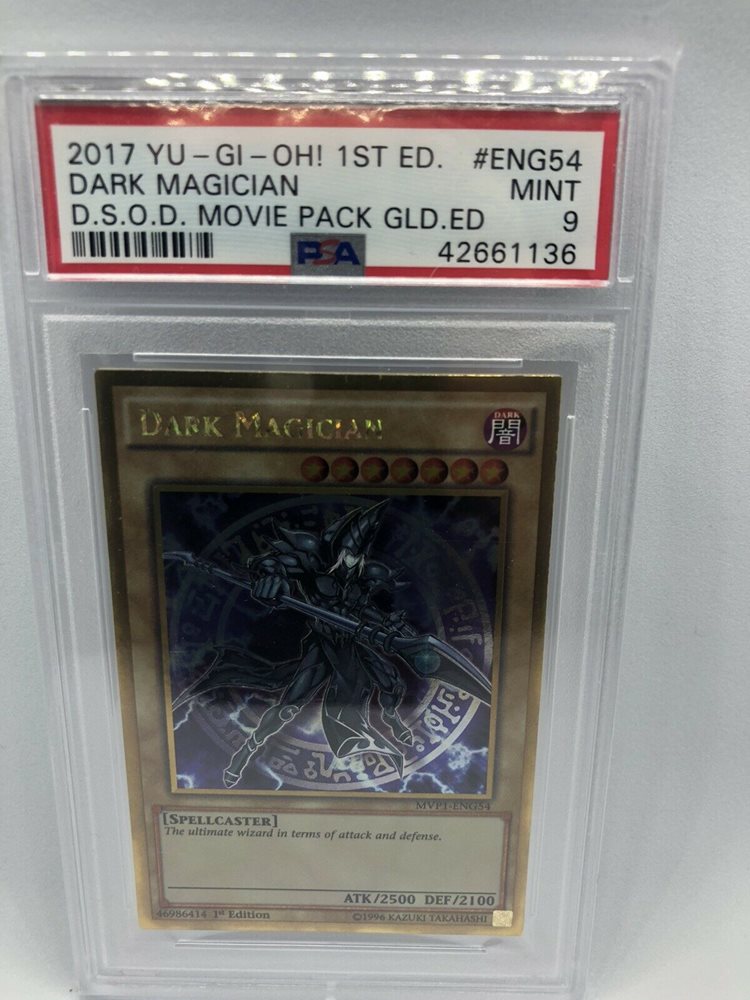 2017 YU-GI-OH! 1ST ED. #ENG54
DARK MAGICIAN MINT
D.S.O.D. MOVIE PACK GLD.ED 9
PSA 42661136
DARK MAGICIAN
DARK
闇
MVP1-ENG54
[SPELLCASTER]
The ultimate wizard in terms of attack and defense.
ATK/2500 DEF/2100
46986414 1st Edition ©1996 KAZUKI TAKAHASHI